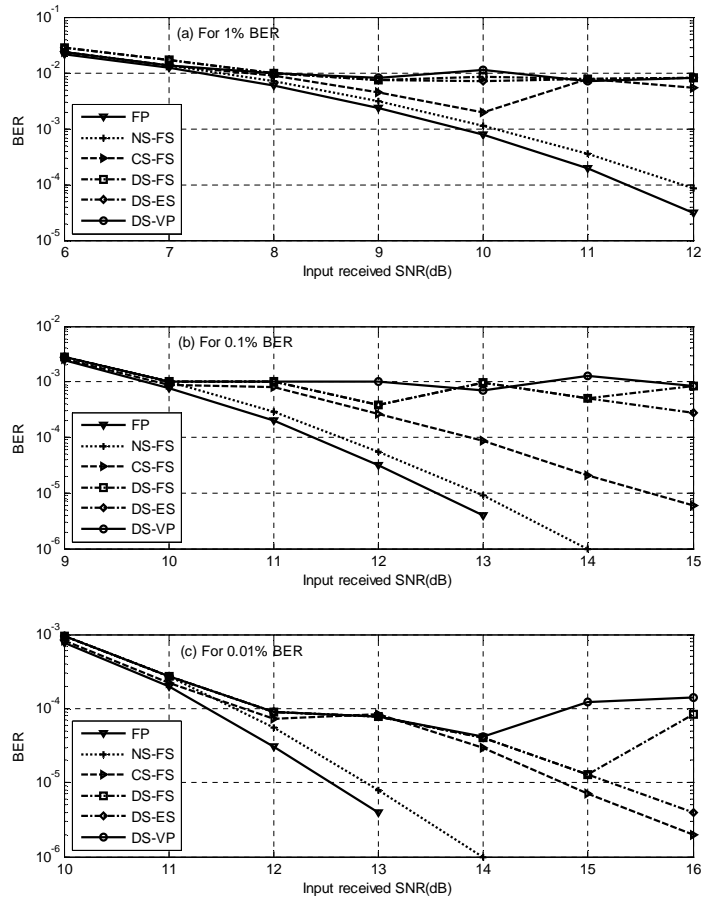 (a) For 1% BER
10^-1
10^-2
10^-3
10^-4
10^-5
BER
FP
NS-FS
CS-FS
DS-FS
DS-ES
DS-VP
6 7 8 9 10 11 12
Input received SNR(dB)
(b) For 0.1% BER
10^-2
10^-3
10^-4
10^-5
10^-6
BER
FP
NS-FS
CS-FS
DS-FS
DS-ES
DS-VP
9 10 11 12 13 14 15
Input received SNR(dB)
(c) For 0.01% BER
10^-3
10^-4
10^-5
10^-6
BER
FP
NS-FS
CS-FS
DS-FS
DS-ES
DS-VP
10 11 12 13 14 15 16
Input received SNR(dB)